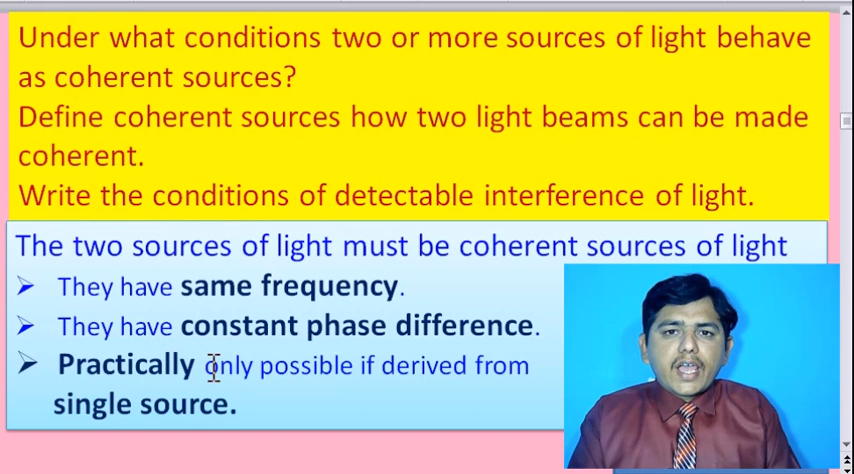 Under what conditions two or more sources of light behave
as coherent sources?
Define coherent sources how two light beams can be made
coherent.
Write the conditions of detectable interference of light.
The two sources of light must be coherent sources of light
➢ They have same frequency.
➢ They have constant phase difference.
➢ Practically only possible if derived from
single source.